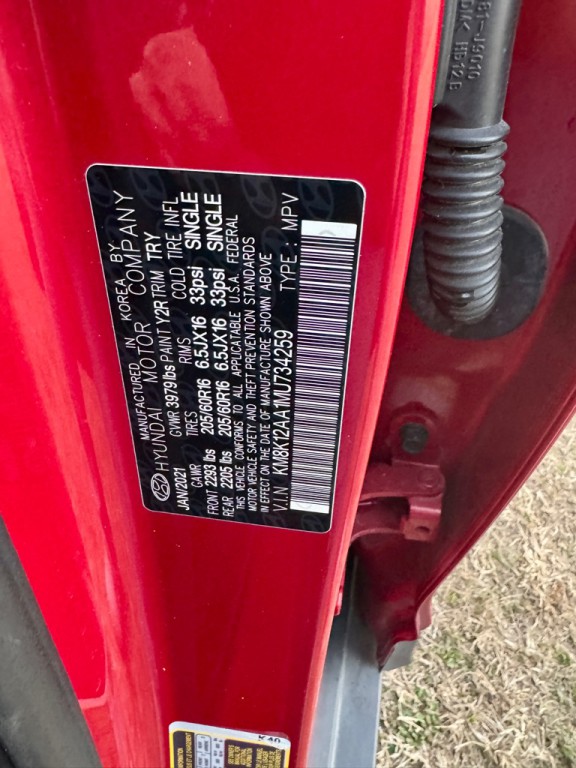 MANUFACTURED IN KOREA BY
HYUNDAI MOTOR COMPANY
JAN/2021 GVWR 3979lbs PAINT Y2R TRIM TRY
GAWR TIRES RIMS COLD TIRE INFL
FRONT 2293 lbs 205/60R16 6.5JX16 33psi SINGLE
REAR 2205 lbs 205/60R16 6.5JX16 33psi SINGLE
THIS VEHICLE CONFORMS TO ALL APPLICABLE U.S.A. FEDERAL
MOTOR VEHICLE SAFETY AND THEFT PREVENTION STANDARDS
IN EFFECT ON THE DATE OF MANUFACTURE SHOWN ABOVE
V.I.N : KM8K12AA1MU734259 TYPE : MPV